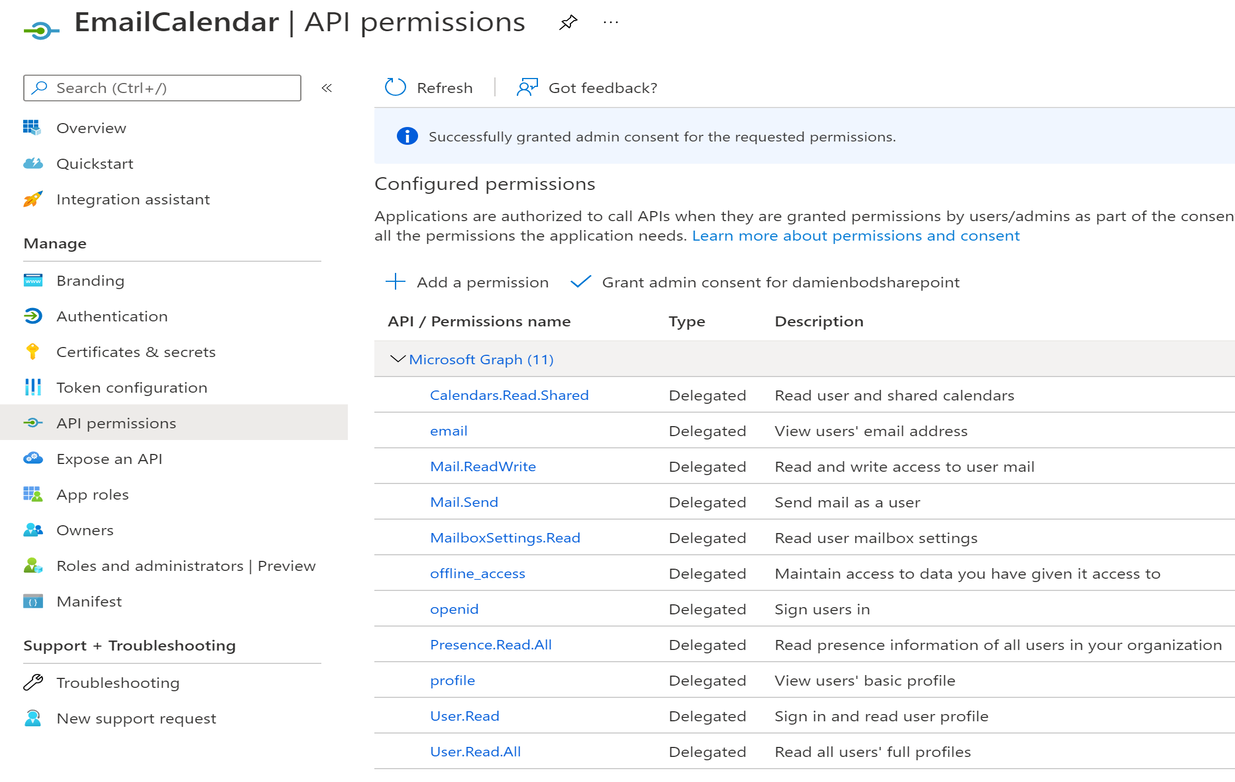 EmailCalendar | API permissions
Search (Ctrl+/)
Overview
Quickstart
Integration assistant
Manage
Branding
Authentication
Certificates & secrets
Token configuration
API permissions
Expose an API
App roles
Owners
Roles and administrators | Preview
Manifest
Support + Troubleshooting
Troubleshooting
New support request
Refresh
Got feedback?
Successfully granted admin consent for the requested permissions.
Configured permissions
Applications are authorized to call APIs when they are granted permissions by users/admins as part of the consen
all the permissions the application needs. Learn more about permissions and consent
Add a permission Grant admin consent for damienbodsharepoint
API / Permissions name Type Description
Microsoft Graph (11)
Calendars.Read.Shared Delegated Read user and shared calendars
email Delegated View users' email address
Mail.ReadWrite Delegated Read and write access to user mail
Mail.Send Delegated Send mail as a user
MailboxSettings.Read Delegated Read user mailbox settings
offline_access Delegated Maintain access to data you have given it access to
openid Delegated Sign users in
Presence.Read.All Delegated Read presence information of all users in your organization
profile Delegated View users' basic profile
User.Read Delegated Sign in and read user profile
User.Read.All Delegated Read all users' full profiles